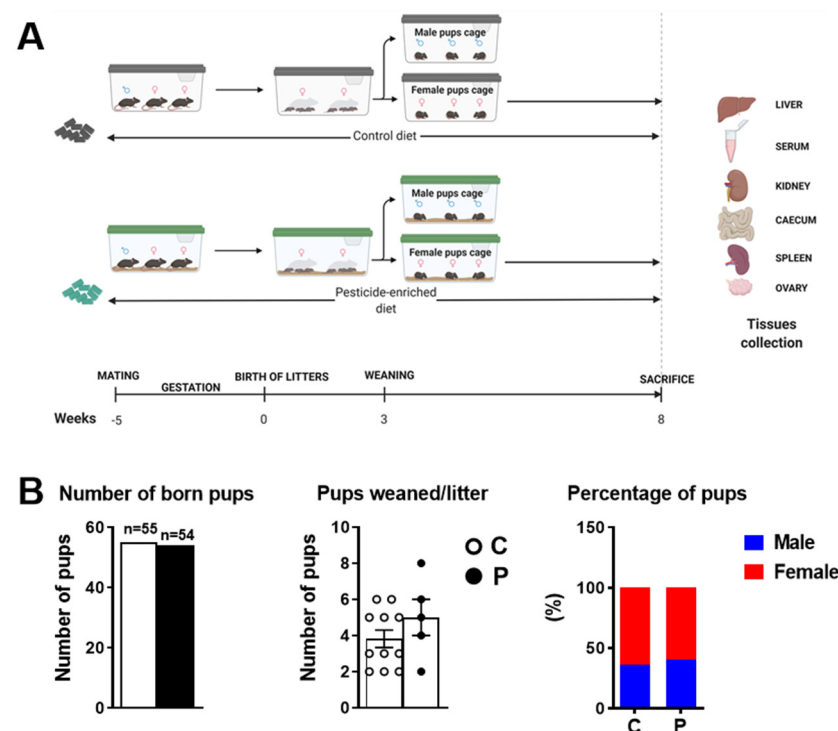 A
Male pups cage
♂ ♂ ♂
♂ ♀ ♀
♀ ♀
Female pups cage
♀ ♀ ♀
Control diet
Male pups cage
♂ ♂ ♂
♂ ♀ ♀
♀ ♀
Female pups cage
♀ ♀ ♀
Pesticide-enriched
diet
LIVER
SERUM
KIDNEY
CAECUM
SPLEEN
OVARY
Tissues
collection
MATING
GESTATION
BIRTH OF LITTERS
WEANING
SACRIFICE
Weeks -5 0 3 8
B
Number of born pups
Number of pups
60
40
20
0
n=55 n=54
Pups weaned/litter
Number of pups
10
8
6
4
2
0
C
P
Percentage of pups
(%)
150
100
50
0
C P
Male
Female